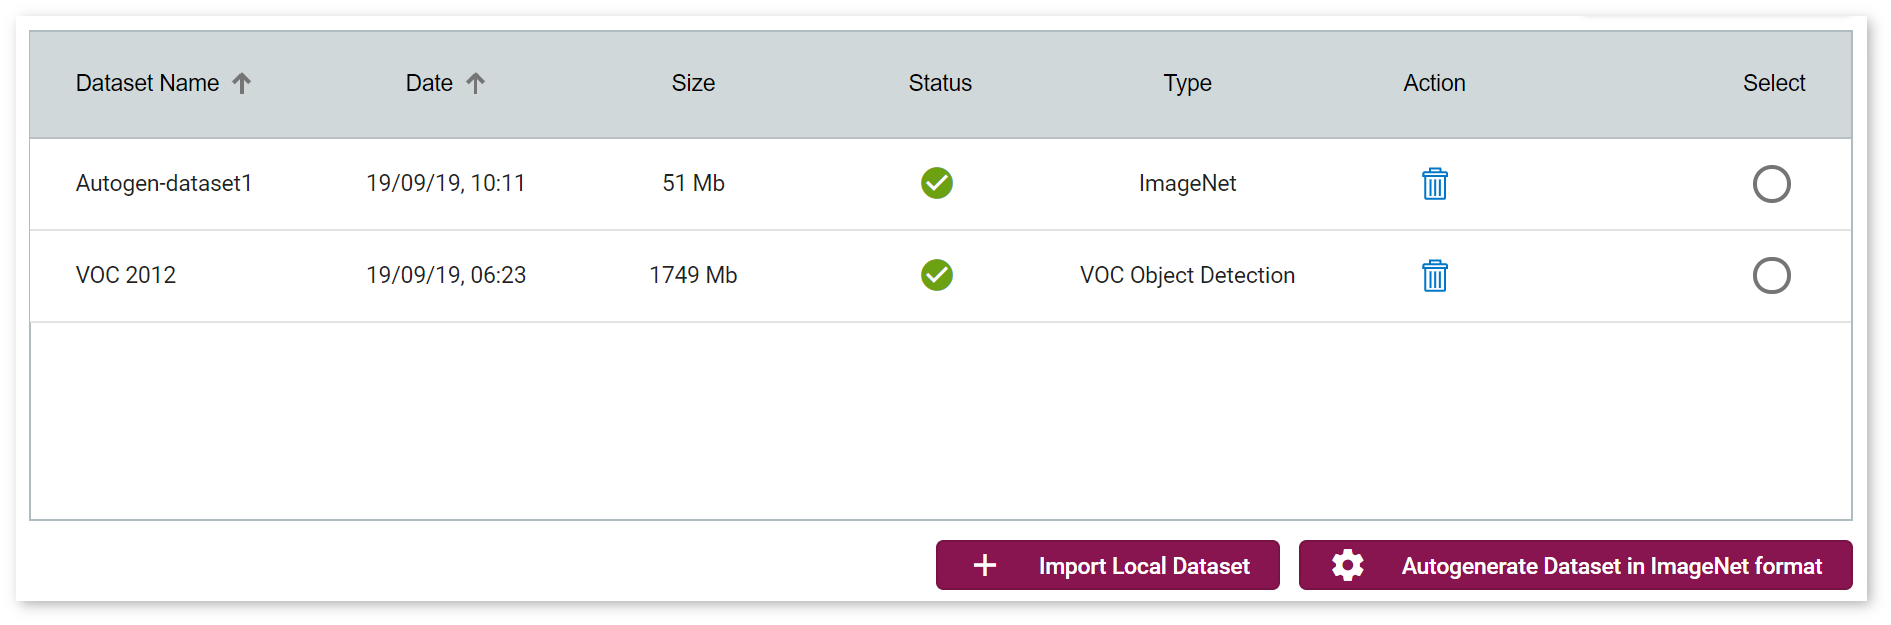 Dataset Name Date Size Status Type Action Select
Autogen-dataset1 19/09/19, 10:11 51 Mb ImageNet
VOC 2012 19/09/19, 06:23 1749 Mb VOC Object Detection
Import Local Dataset Autogenerate Dataset in ImageNet format